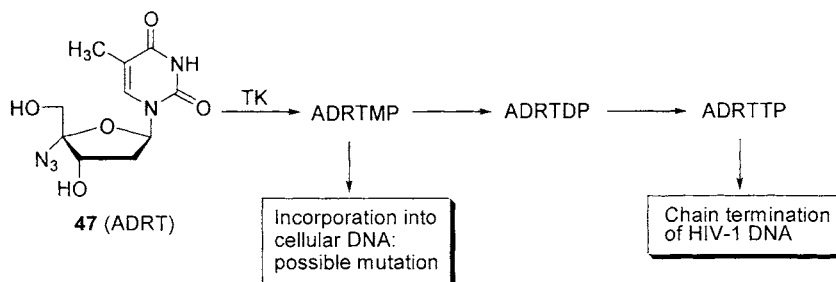 O
H₃C
NH
TK
HO
N
O
O
ADRTMP
ADRTDP
ADRTTP
N₃
HO
47 (ADRT)
Incorporation into
cellular DNA:
possible mutation
Chain termination
of HIV-1 DNA